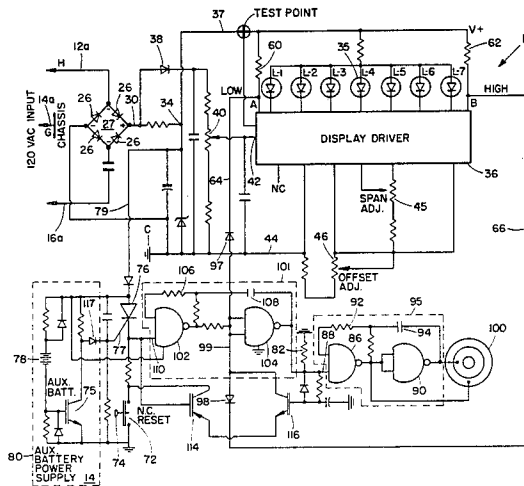 37
TEST POINT
V+
12a
38
60
35
62
H
LOW
L-1
L-2
L-3
L-4
L-5
L-6
L-7
HIGH
26
26
30
34
A
B
14a
120 VAC INPUT
G
CHASSIS
27
40
DISPLAY DRIVER
26
26
64
42
36
NC
SPAN
ADJ.
45
16a
79
C
44
46
66
97
OFFSET
ADJ.
76
106
101
117
108
92
95
100
82
88
86
94
78
77
102
99
104
110
90
AUX.
BATT.
75
N.C.
RESET
98
80
AUX.
BATTERY
POWER
SUPPLY
14
74
72
114
116